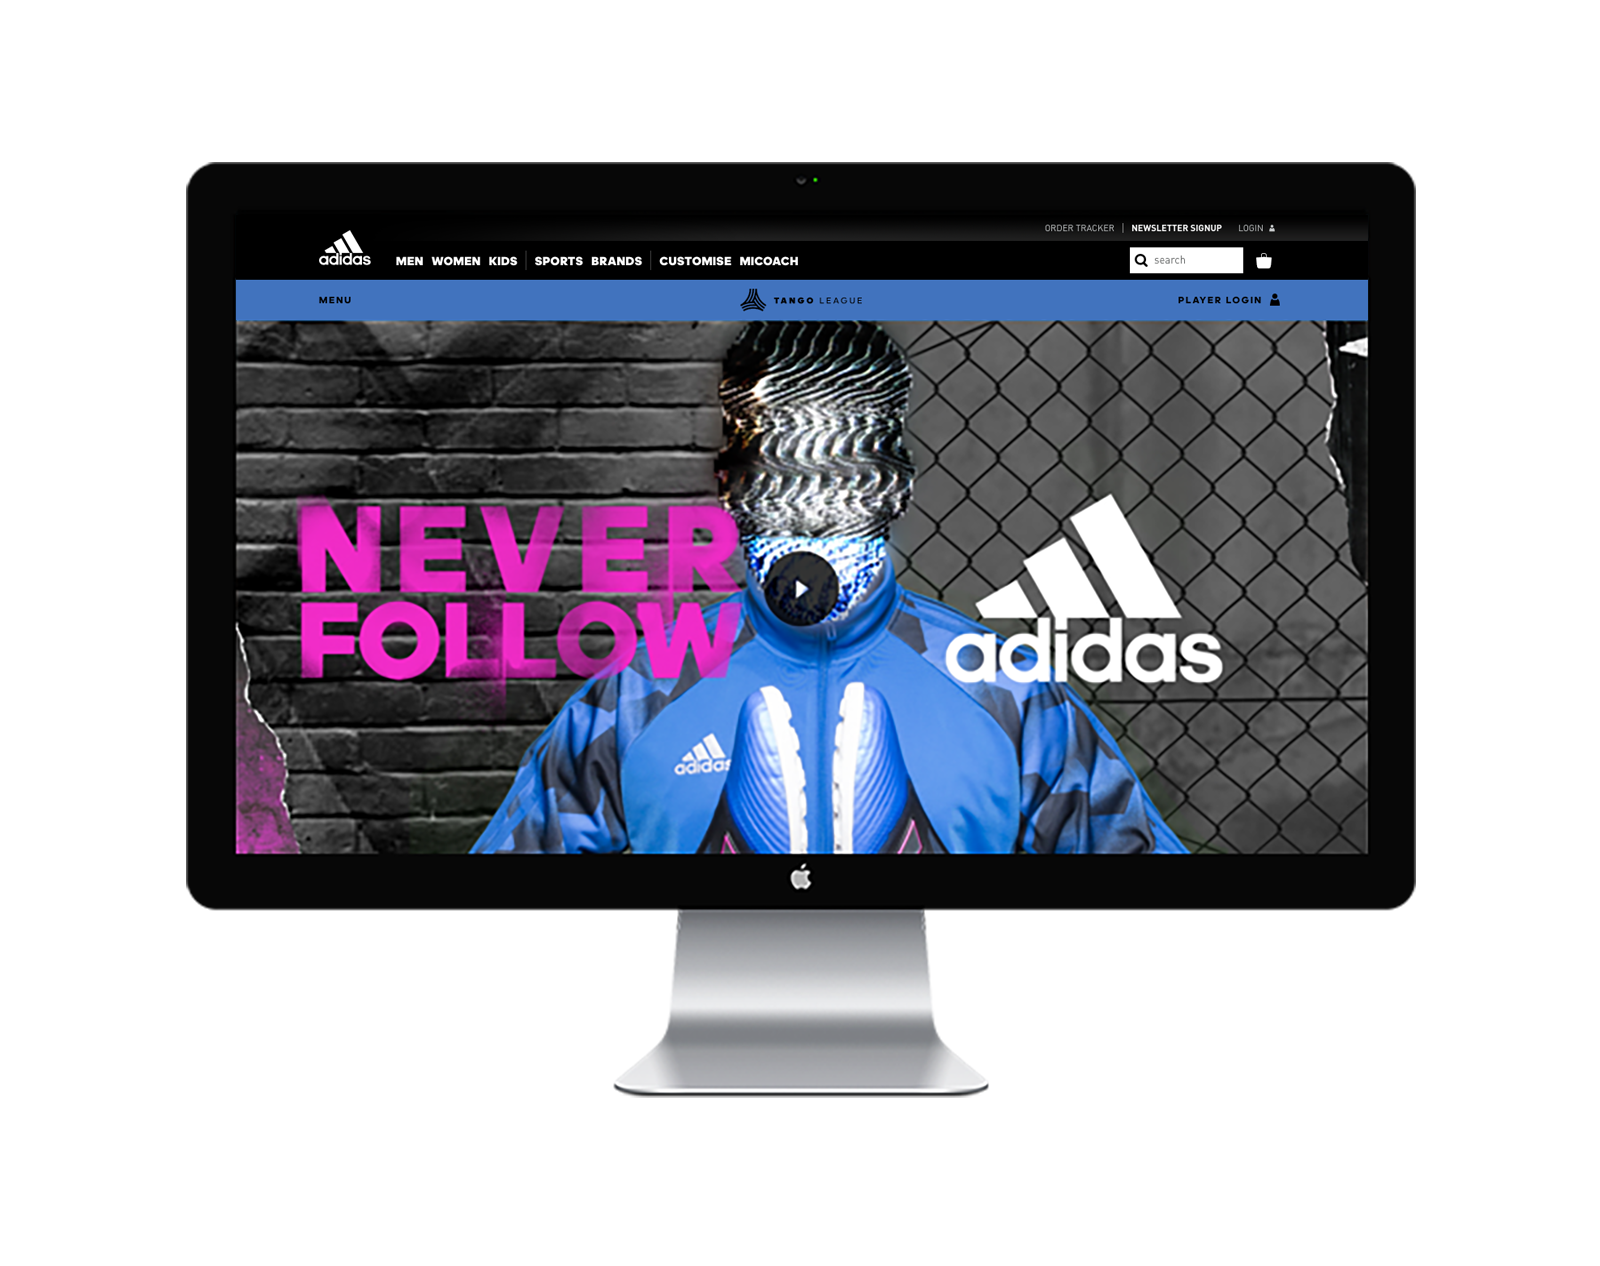 ORDER TRACKER NEWSLETTER SIGNUP LOGIN
adidas MEN WOMEN KIDS SPORTS BRANDS CUSTOMISE MICOACH search
MENU TANGO LEAGUE PLAYER LOGIN
NEVER
FOLLOW
adidas
adidas